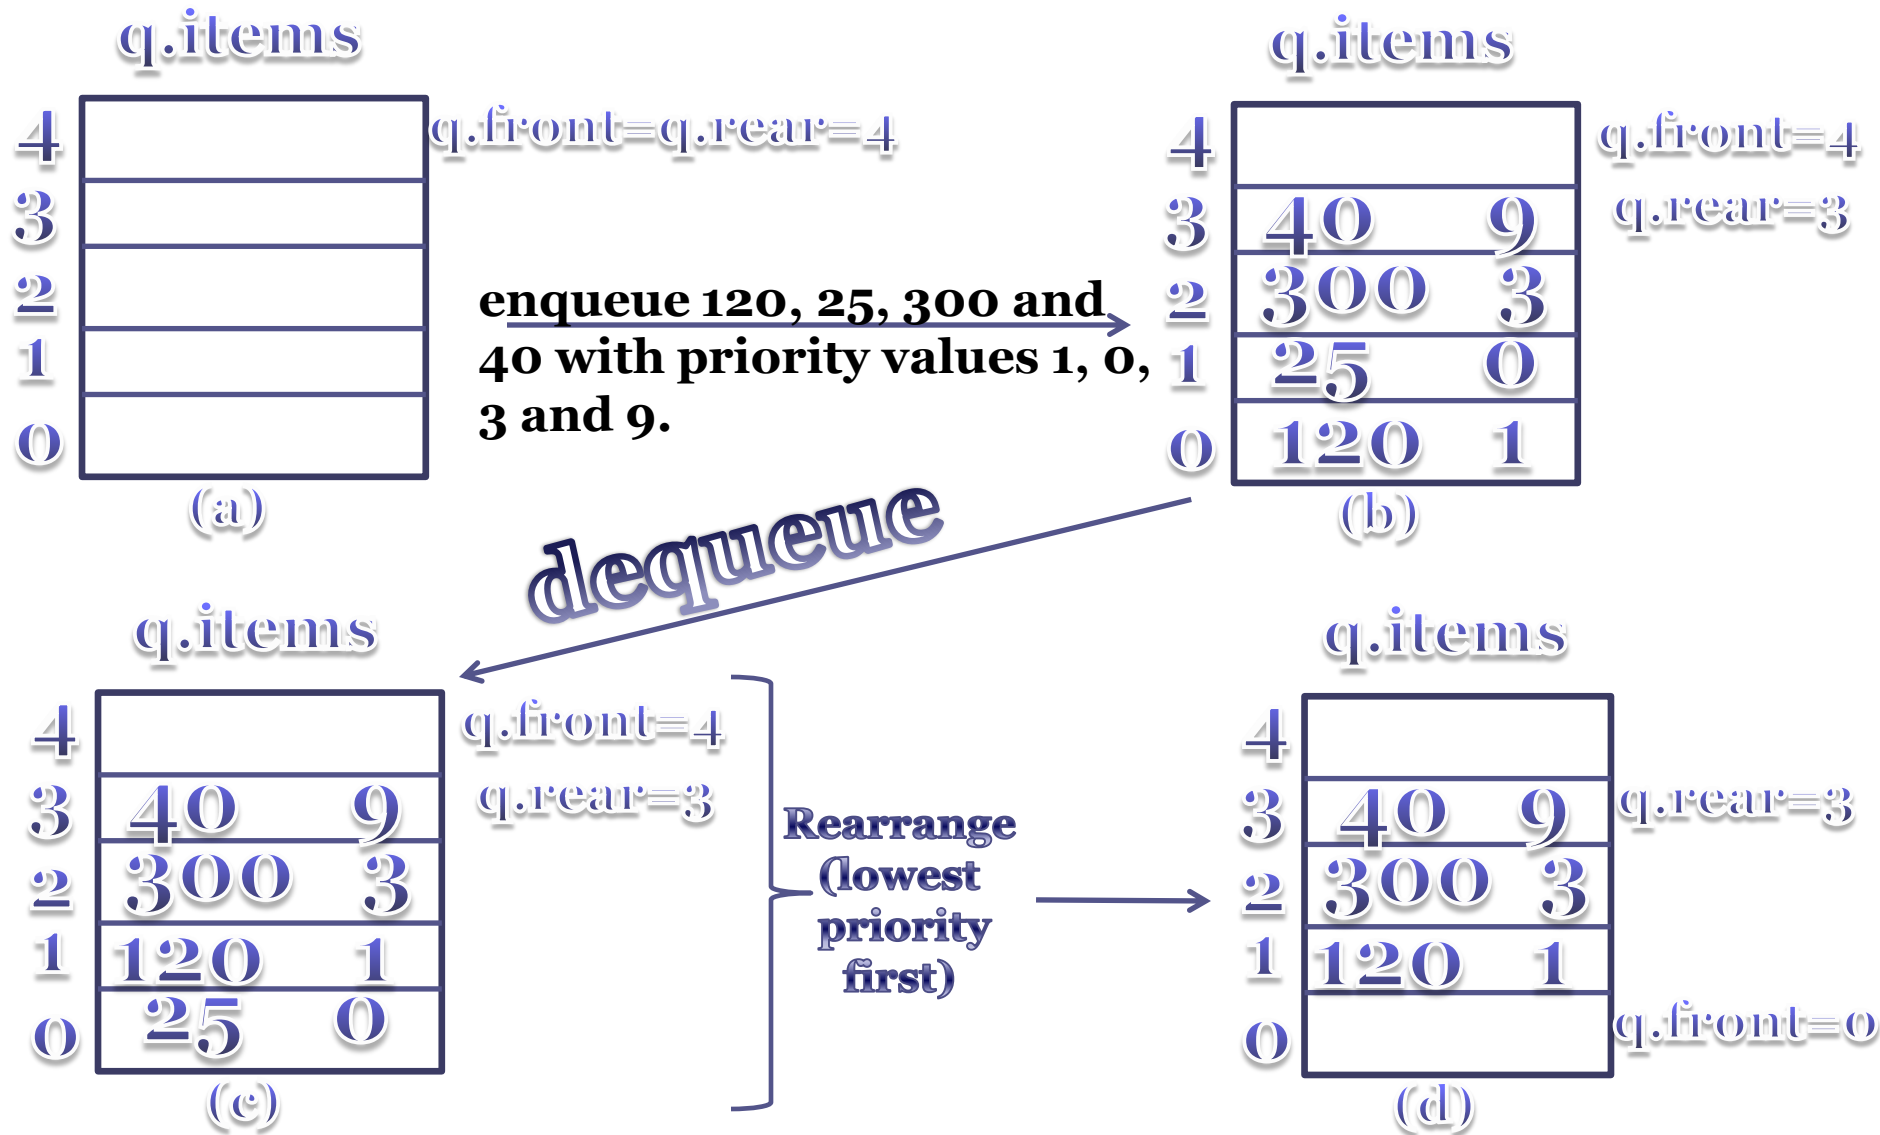 q.items
4 q.front=q.rear=4
3
2
1
0
(a)
enqueue 120, 25, 300 and
40 with priority values 1, 0,
3 and 9.
q.items
4 q.front=4
q.rear=3
3 40 9
2 300 3
1 25 0
0 120 1
(b)
dequeue
q.items
4 q.front=4
q.rear=3
3 40 9
2 300 3
1 120 1
0 25 0
(c)
Rearrange
(lowest
priority
first)
q.items
4
3 40 9 q.rear=3
2 300 3
1 120 1
0 q.front=0
(d)